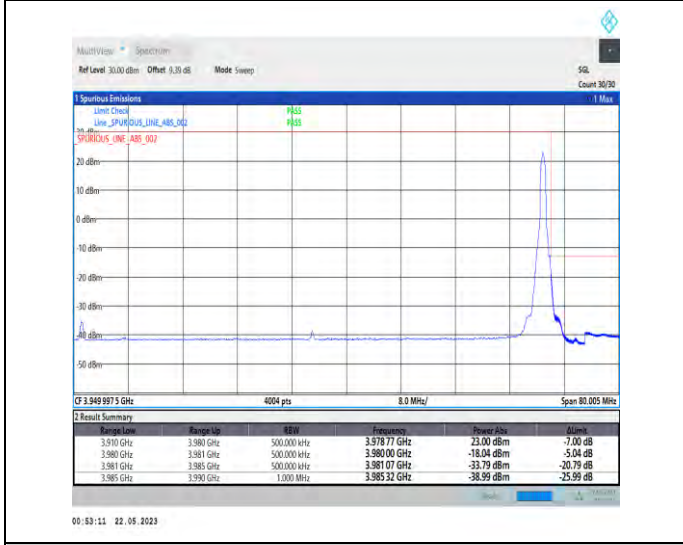 MultiView Spectrum
Ref Level 30.00 dBm Offset 9.39 dB Mode Sweep SGL
Count 30/30
1 Spurious Emissions 1 Max
Limit Check PASS
Line _SPURIOUS_LINE_ABS_002 PASS
30 dBm
_SPURIOUS_LINE_ABS_002
20 dBm
10 dBm
0 dBm
-10 dBm
-20 dBm
-30 dBm
-40 dBm
-50 dBm
CF 3.949 997 5 GHz 4004 pts 8.0 MHz/ Span 80.005 MHz
2 Result Summary
Range Low Range Up RBW Frequency Power Abs ΔLimit
3.910 GHz 3.980 GHz 500.000 kHz 3.978 77 GHz 23.00 dBm -7.00 dB
3.980 GHz 3.981 GHz 500.000 kHz 3.980 00 GHz -18.04 dBm -5.04 dB
3.981 GHz 3.985 GHz 500.000 kHz 3.981 07 GHz -33.79 dBm -20.79 dB
3.985 GHz 3.990 GHz 1.000 MHz 3.985 32 GHz -38.99 dBm -25.99 dB
00:53:11 22.05.2023